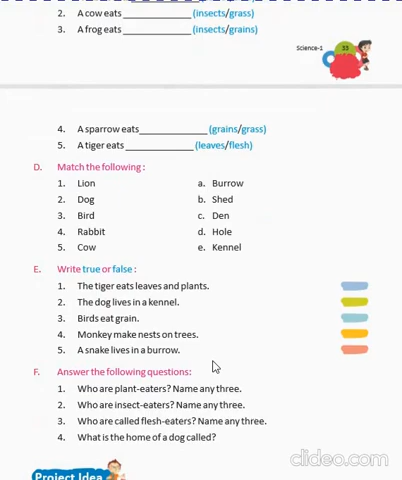 2. A cow eats ____________ (insects/grass)
3. A frog eats ____________ (insects/grains)
Science-1 33
4. A sparrow eats____________ (grains/grass)
5. A tiger eats ____________ (leaves/flesh)
D. Match the following :
1. Lion a. Burrow
2. Dog b. Shed
3. Bird c. Den
4. Rabbit d. Hole
5. Cow e. Kennel
E. Write true or false :
1. The tiger eats leaves and plants.
2. The dog lives in a kennel.
3. Birds eat grain.
4. Monkey make nests on trees.
5. A snake lives in a burrow.
F. Answer the following questions:
1. Who are plant-eaters? Name any three.
2. Who are insect-eaters? Name any three.
3. Who are called flesh-eaters? Name any three.
4. What is the home of a dog called?
clideo.com
Project Idea